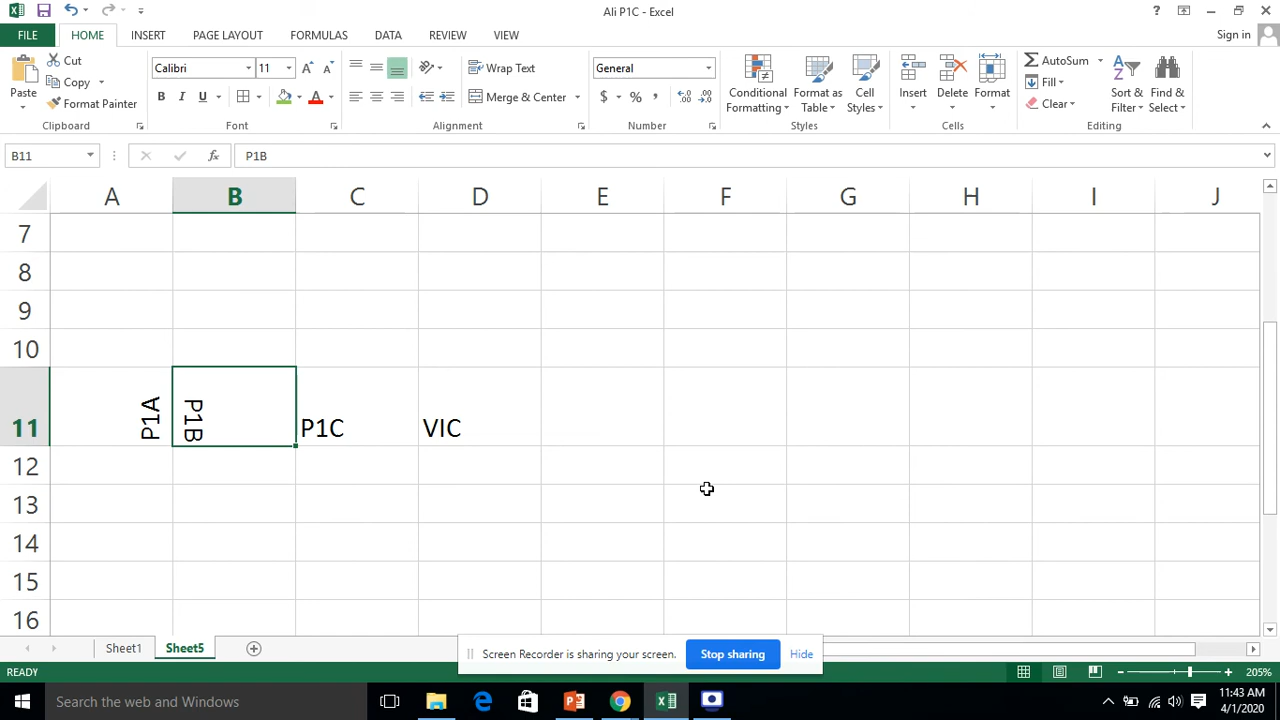 Ali P1C - Excel
FILE HOME INSERT PAGE LAYOUT FORMULAS DATA REVIEW VIEW Sign in
Paste Cut Copy Format Painter Clipboard
Calibri 11 B I U A Font
Wrap Text Merge & Center Alignment
General $ % , Number
Conditional Formatting Format as Table Cell Styles Styles
Insert Delete Format Cells
AutoSum Fill Clear Sort & Filter Find & Select Editing
B11 fx P1B
A B C D E F G H I J
7
8
9
10
11 P1A P1B P1C VIC
12
13
14
15
16
Sheet1 Sheet5
Screen Recorder is sharing your screen. Stop sharing Hide
READY 205%
Search the web and Windows
11:43 AM
4/1/2020